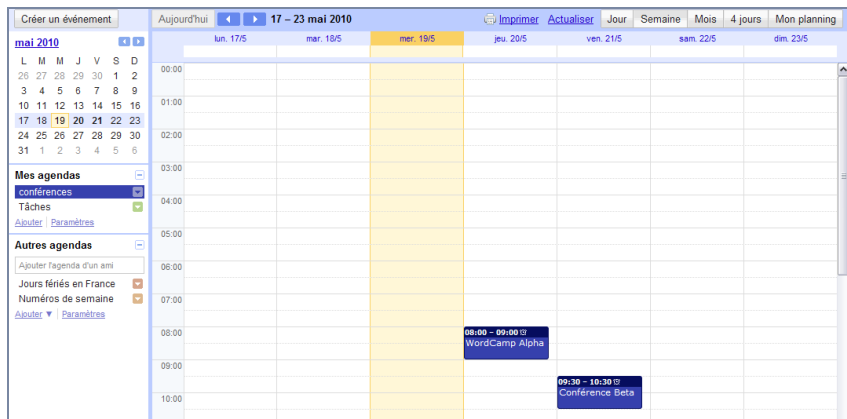 Créer un événement
Aujourd'hui 17 – 23 mai 2010 Imprimer Actualiser Jour Semaine Mois 4 jours Mon planning
mai 2010
L M M J V S D
26 27 28 29 30 1 2
3 4 5 6 7 8 9
10 11 12 13 14 15 16
17 18 19 20 21 22 23
24 25 26 27 28 29 30
31 1 2 3 4 5 6
Mes agendas
conférences
Tâches
Ajouter Paramètres
Autres agendas
Ajouter l'agenda d'un ami
Jours fériés en France
Numéros de semaine
Ajouter ▼ Paramètres
lun. 17/5 mar. 18/5 mer. 19/5 jeu. 20/5 ven. 21/5 sam. 22/5 dim. 23/5
00:00
01:00
02:00
03:00
04:00
05:00
06:00
07:00
08:00
08:00 – 09:00
WordCamp Alpha
09:00
09:30 – 10:30
Conférence Beta
10:00